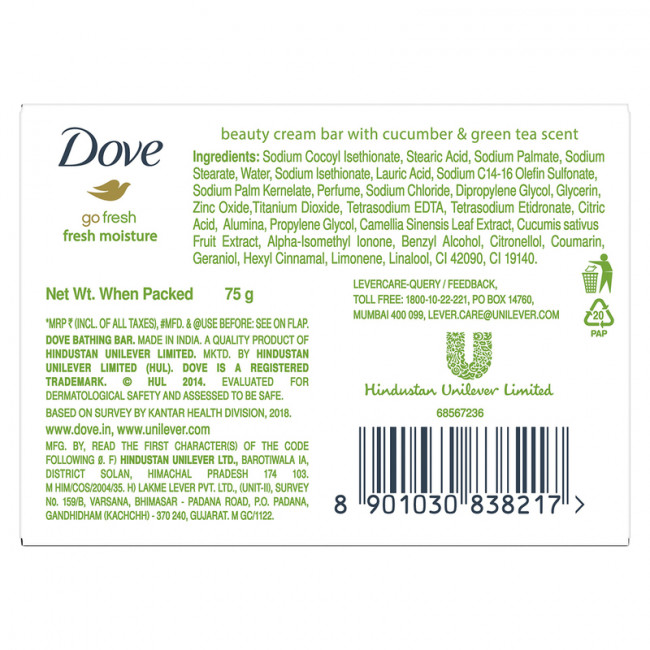 Dove
go fresh
fresh moisture
beauty cream bar with cucumber & green tea scent
Ingredients: Sodium Cocoyl Isethionate, Stearic Acid, Sodium Palmate, Sodium
Stearate, Water, Sodium Isethionate, Lauric Acid, Sodium C14-16 Olefin Sulfonate,
Sodium Palm Kernelate, Perfume, Sodium Chloride, Dipropylene Glycol, Glycerin,
Zinc Oxide,Titanium Dioxide, Tetrasodium EDTA, Tetrasodium Etidronate, Citric
Acid, Alumina, Propylene Glycol, Camellia Sinensis Leaf Extract, Cucumis sativus
Fruit Extract, Alpha-Isomethyl Ionone, Benzyl Alcohol, Citronellol, Coumarin,
Geraniol, Hexyl Cinnamal, Limonene, Linalool, CI 42090, CI 19140.
Net Wt. When Packed 75 g
*MRP ₹ (INCL. OF ALL TAXES), #MFD. & @USE BEFORE: SEE ON FLAP.
DOVE BATHING BAR. MADE IN INDIA. A QUALITY PRODUCT OF
HINDUSTAN UNILEVER LIMITED. MKTD. BY HINDUSTAN
UNILEVER LIMITED (HUL). DOVE IS A REGISTERED
TRADEMARK. © HUL 2014. EVALUATED FOR
DERMATOLOGICAL SAFETY AND ASSESSED TO BE SAFE.
BASED ON SURVEY BY KANTAR HEALTH DIVISION, 2018.
www.dove.in, www.unilever.com
MFG. BY, READ THE FIRST CHARACTER(S) OF THE CODE
FOLLOWING Ø. F) HINDUSTAN UNILEVER LTD., BAROTIWALA IA,
DISTRICT SOLAN, HIMACHAL PRADESH 174 103.
M HIM/COS/2004/35. H) LAKME LEVER PVT. LTD., (UNIT-II), SURVEY
No. 159/B, VARSANA, BHIMASAR - PADANA ROAD, P.O. PADANA,
GANDHIDHAM (KACHCHH) - 370 240, GUJARAT. M GC/1122.
LEVERCARE-QUERY / FEEDBACK,
TOLL FREE: 1800-10-22-221, PO BOX 14760,
MUMBAI 400 099, LEVER.CARE@UNILEVER.COM
20
PAP
Hindustan Unilever Limited
68567236
8 901030 838217 >